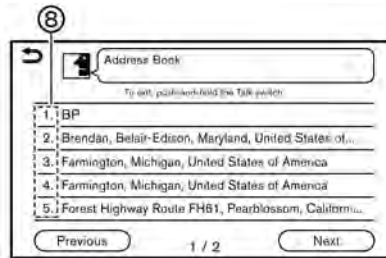 ⑧
Address Book
To exit, push and hold the Talk switch
1. BP
2. Brendan, Belair-Edison, Maryland, United States of...
3. Farmington, Michigan, United States of America
4. Farmington, Michigan, United States of America
5. Forest Highway Route FH61, Pearblossom, Californi...
Previous 1 / 2 Next